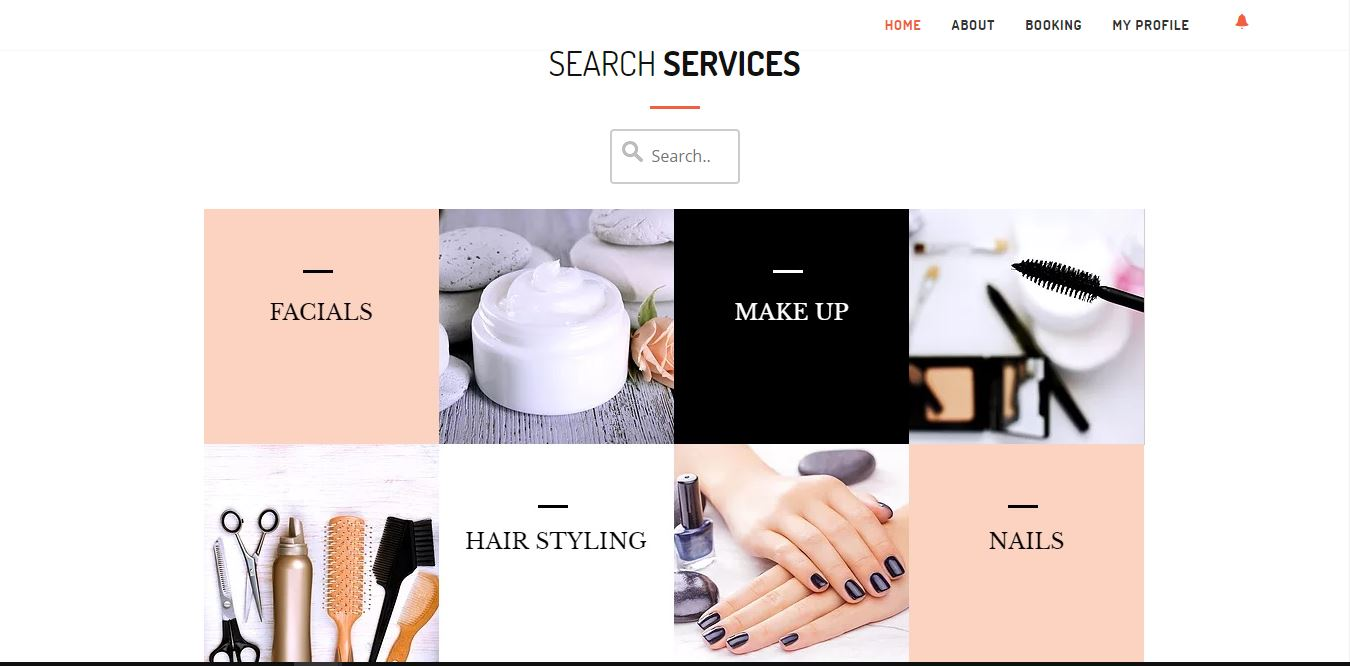 HOME ABOUT BOOKING MY PROFILE
SEARCH SERVICES
Search..
FACIALS
MAKE UP
HAIR STYLING
NAILS